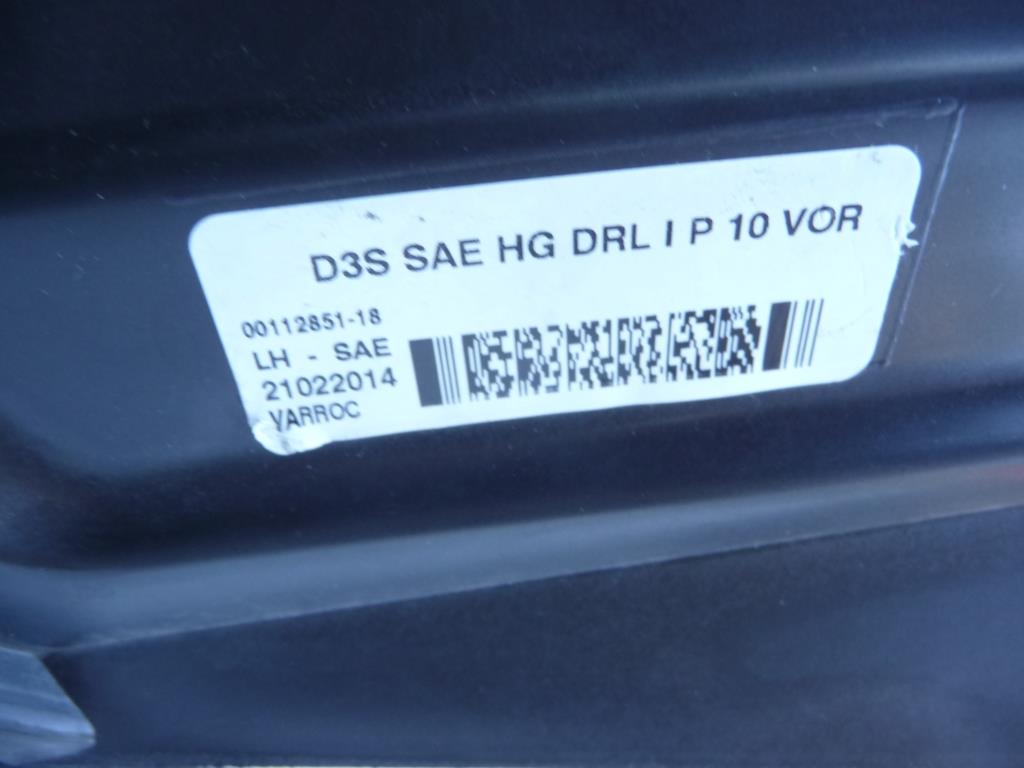 D3S SAE HG DRL I P 10 VOR
00112851-18
LH - SAE
21022014
VARROC